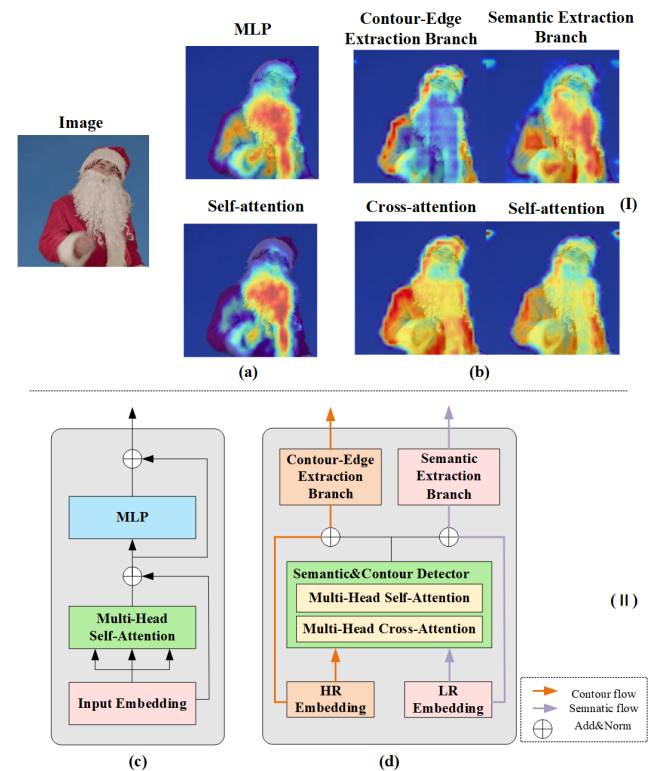 MLP
Contour-Edge
Extraction Branch
Semantic Extraction
Branch
Image
(I)
Self-attention
Cross-attention
Self-attention
(a)
(b)
Contour-Edge
Extraction
Branch
Semantic
Extraction
Branch
MLP
Semantic&Contour Detector
Multi-Head Self-Attention
Multi-Head Cross-Attention
(II)
Multi-Head
Self-Attention
Input Embedding
HR
Embedding
LR
Embedding
Contour flow
Semnatic flow
Add&Norm
(c)
(d)